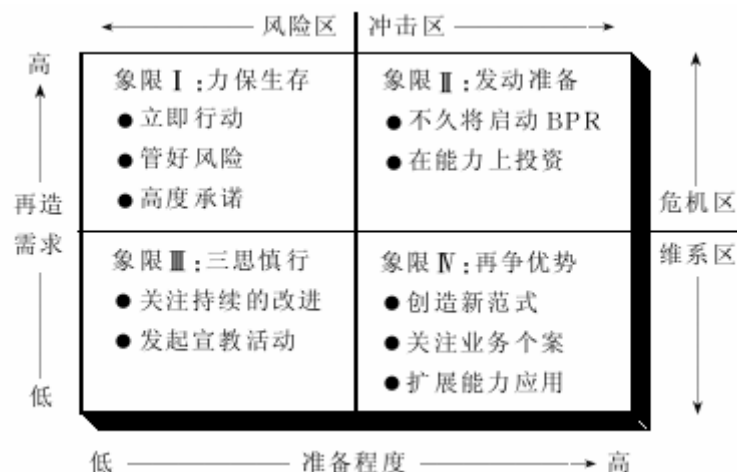 风险区 冲击区
高
象限Ⅰ:力保生存
●立即行动
●管好风险
●高度承诺
象限Ⅱ:发动准备
●不久将启动 BPR
●在能力上投资
再造
需求
危机区
维系区
象限Ⅲ:三思慎行
●关注持续的改进
●发起宣教活动
象限Ⅳ:再争优势
●创造新范式
●关注业务个案
●扩展能力应用
低
低 准备程度 高